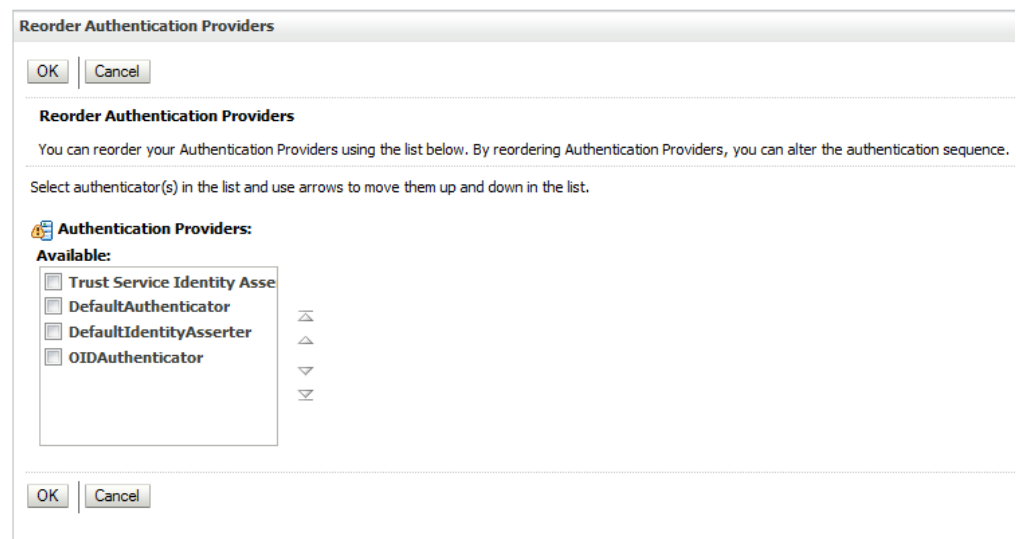 Reorder Authentication Providers
OK Cancel
Reorder Authentication Providers
You can reorder your Authentication Providers using the list below. By reordering Authentication Providers, you can alter the authentication sequence.
Select authenticator(s) in the list and use arrows to move them up and down in the list.
Authentication Providers:
Available:
Trust Service Identity Asse
DefaultAuthenticator
DefaultIdentityAsserter
OIDAuthenticator
OK Cancel